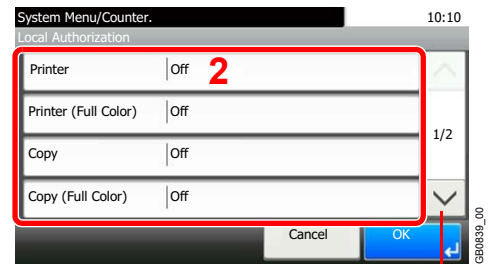 System Menu/Counter. 10:10
Local Authorization
Printer Off 2
Printer (Full Color) Off
1/2
Copy Off
Copy (Full Color) Off
Cancel OK
GB0839_00